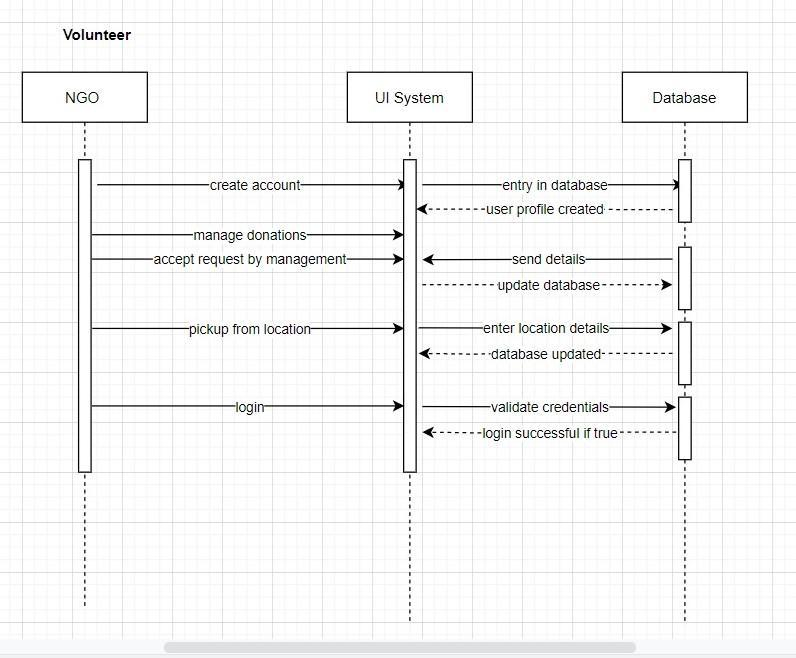 Volunteer
NGO
UI System
Database
create account
entry in database
user profile created
manage donations
accept request by management
send details
update database
pickup from location
enter location details
database updated
login
validate credentials
login successful if true